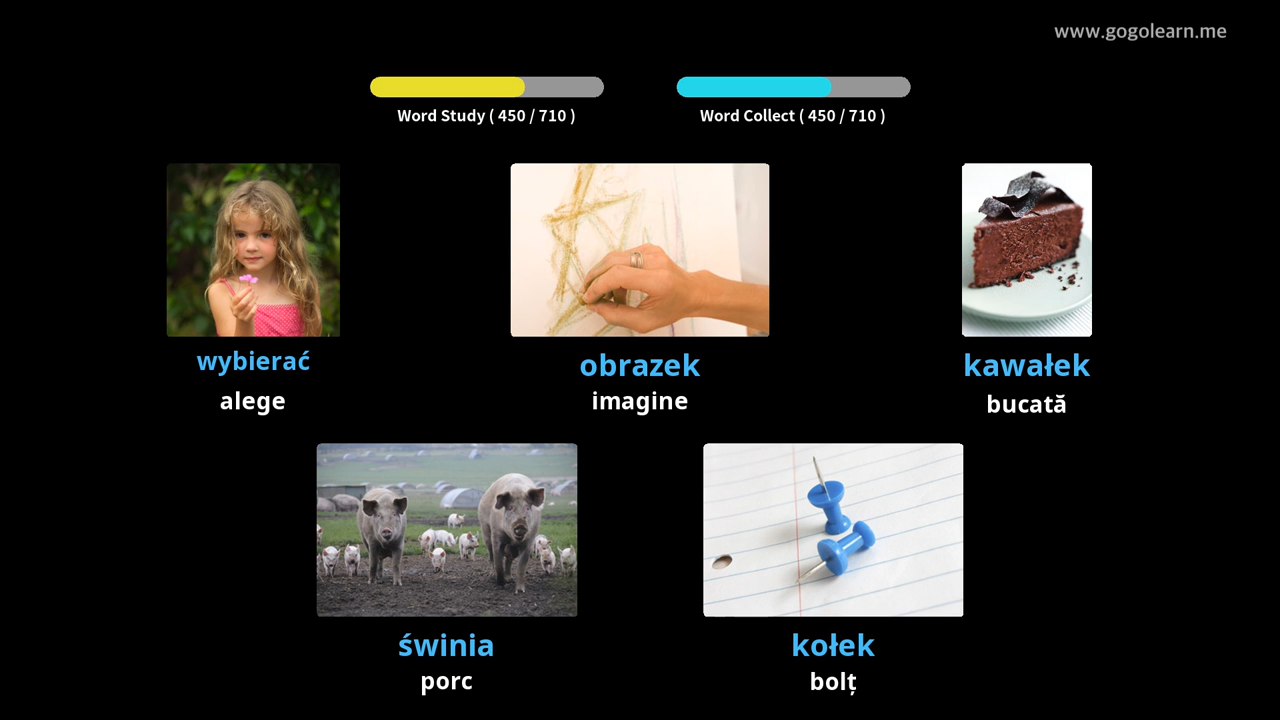 www.gogolearn.me
Word Study ( 450 / 710 )
Word Collect ( 450 / 710 )
wybierać
alege
obrazek
imagine
kawałek
bucată
świnia
porc
kołek
bolț